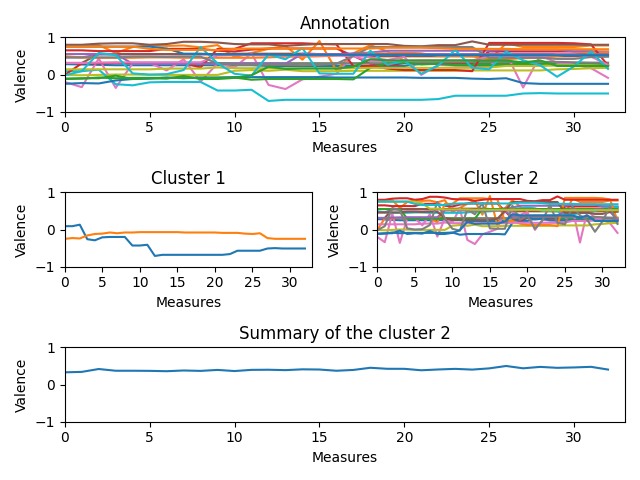 Annotation
Valence
1
0
−1
0 5 10 15 20 25 30
Measures
Cluster 1
Valence
1
0
−1
0 5 10 15 20 25 30
Measures
Cluster 2
Valence
1
0
−1
0 5 10 15 20 25 30
Measures
Summary of the cluster 2
Valence
1
0
−1
0 5 10 15 20 25 30
Measures